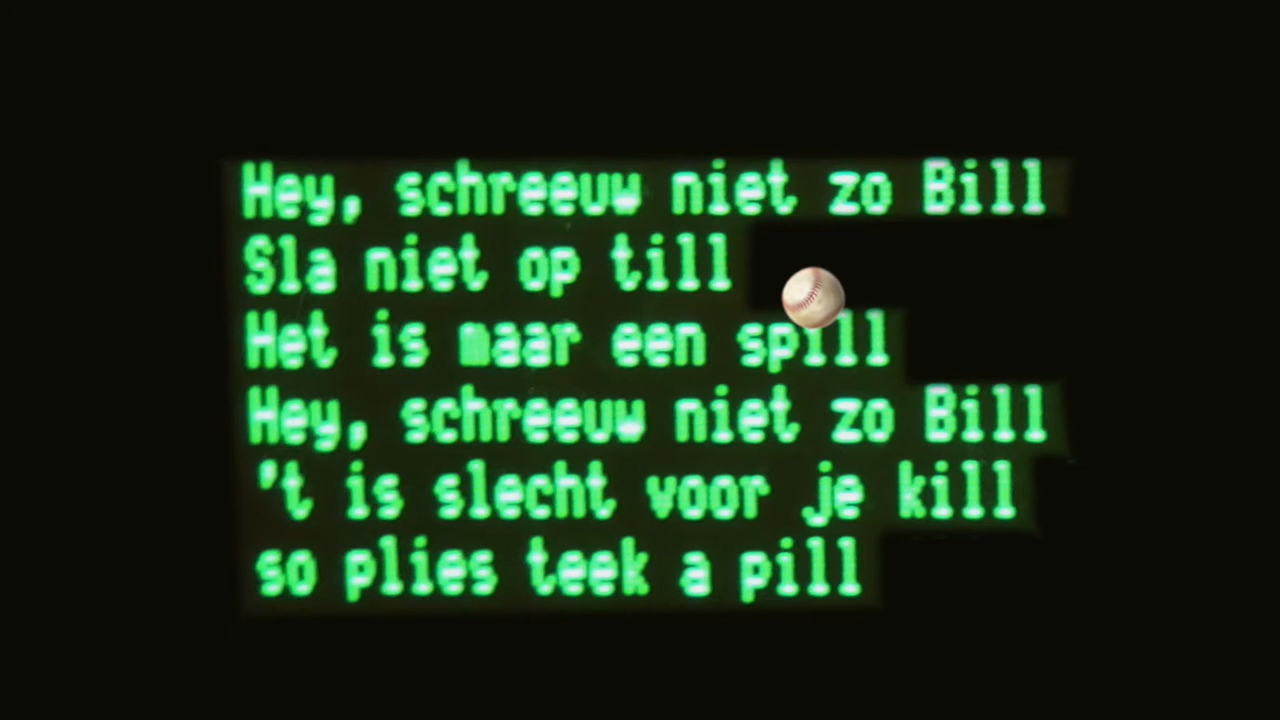 Hey, schreeuw niet zo Bill
Sla niet op till
Het is maar een spill
Hey, schreeuw niet zo Bill
't is slecht voor je kill
so plies teek a pill